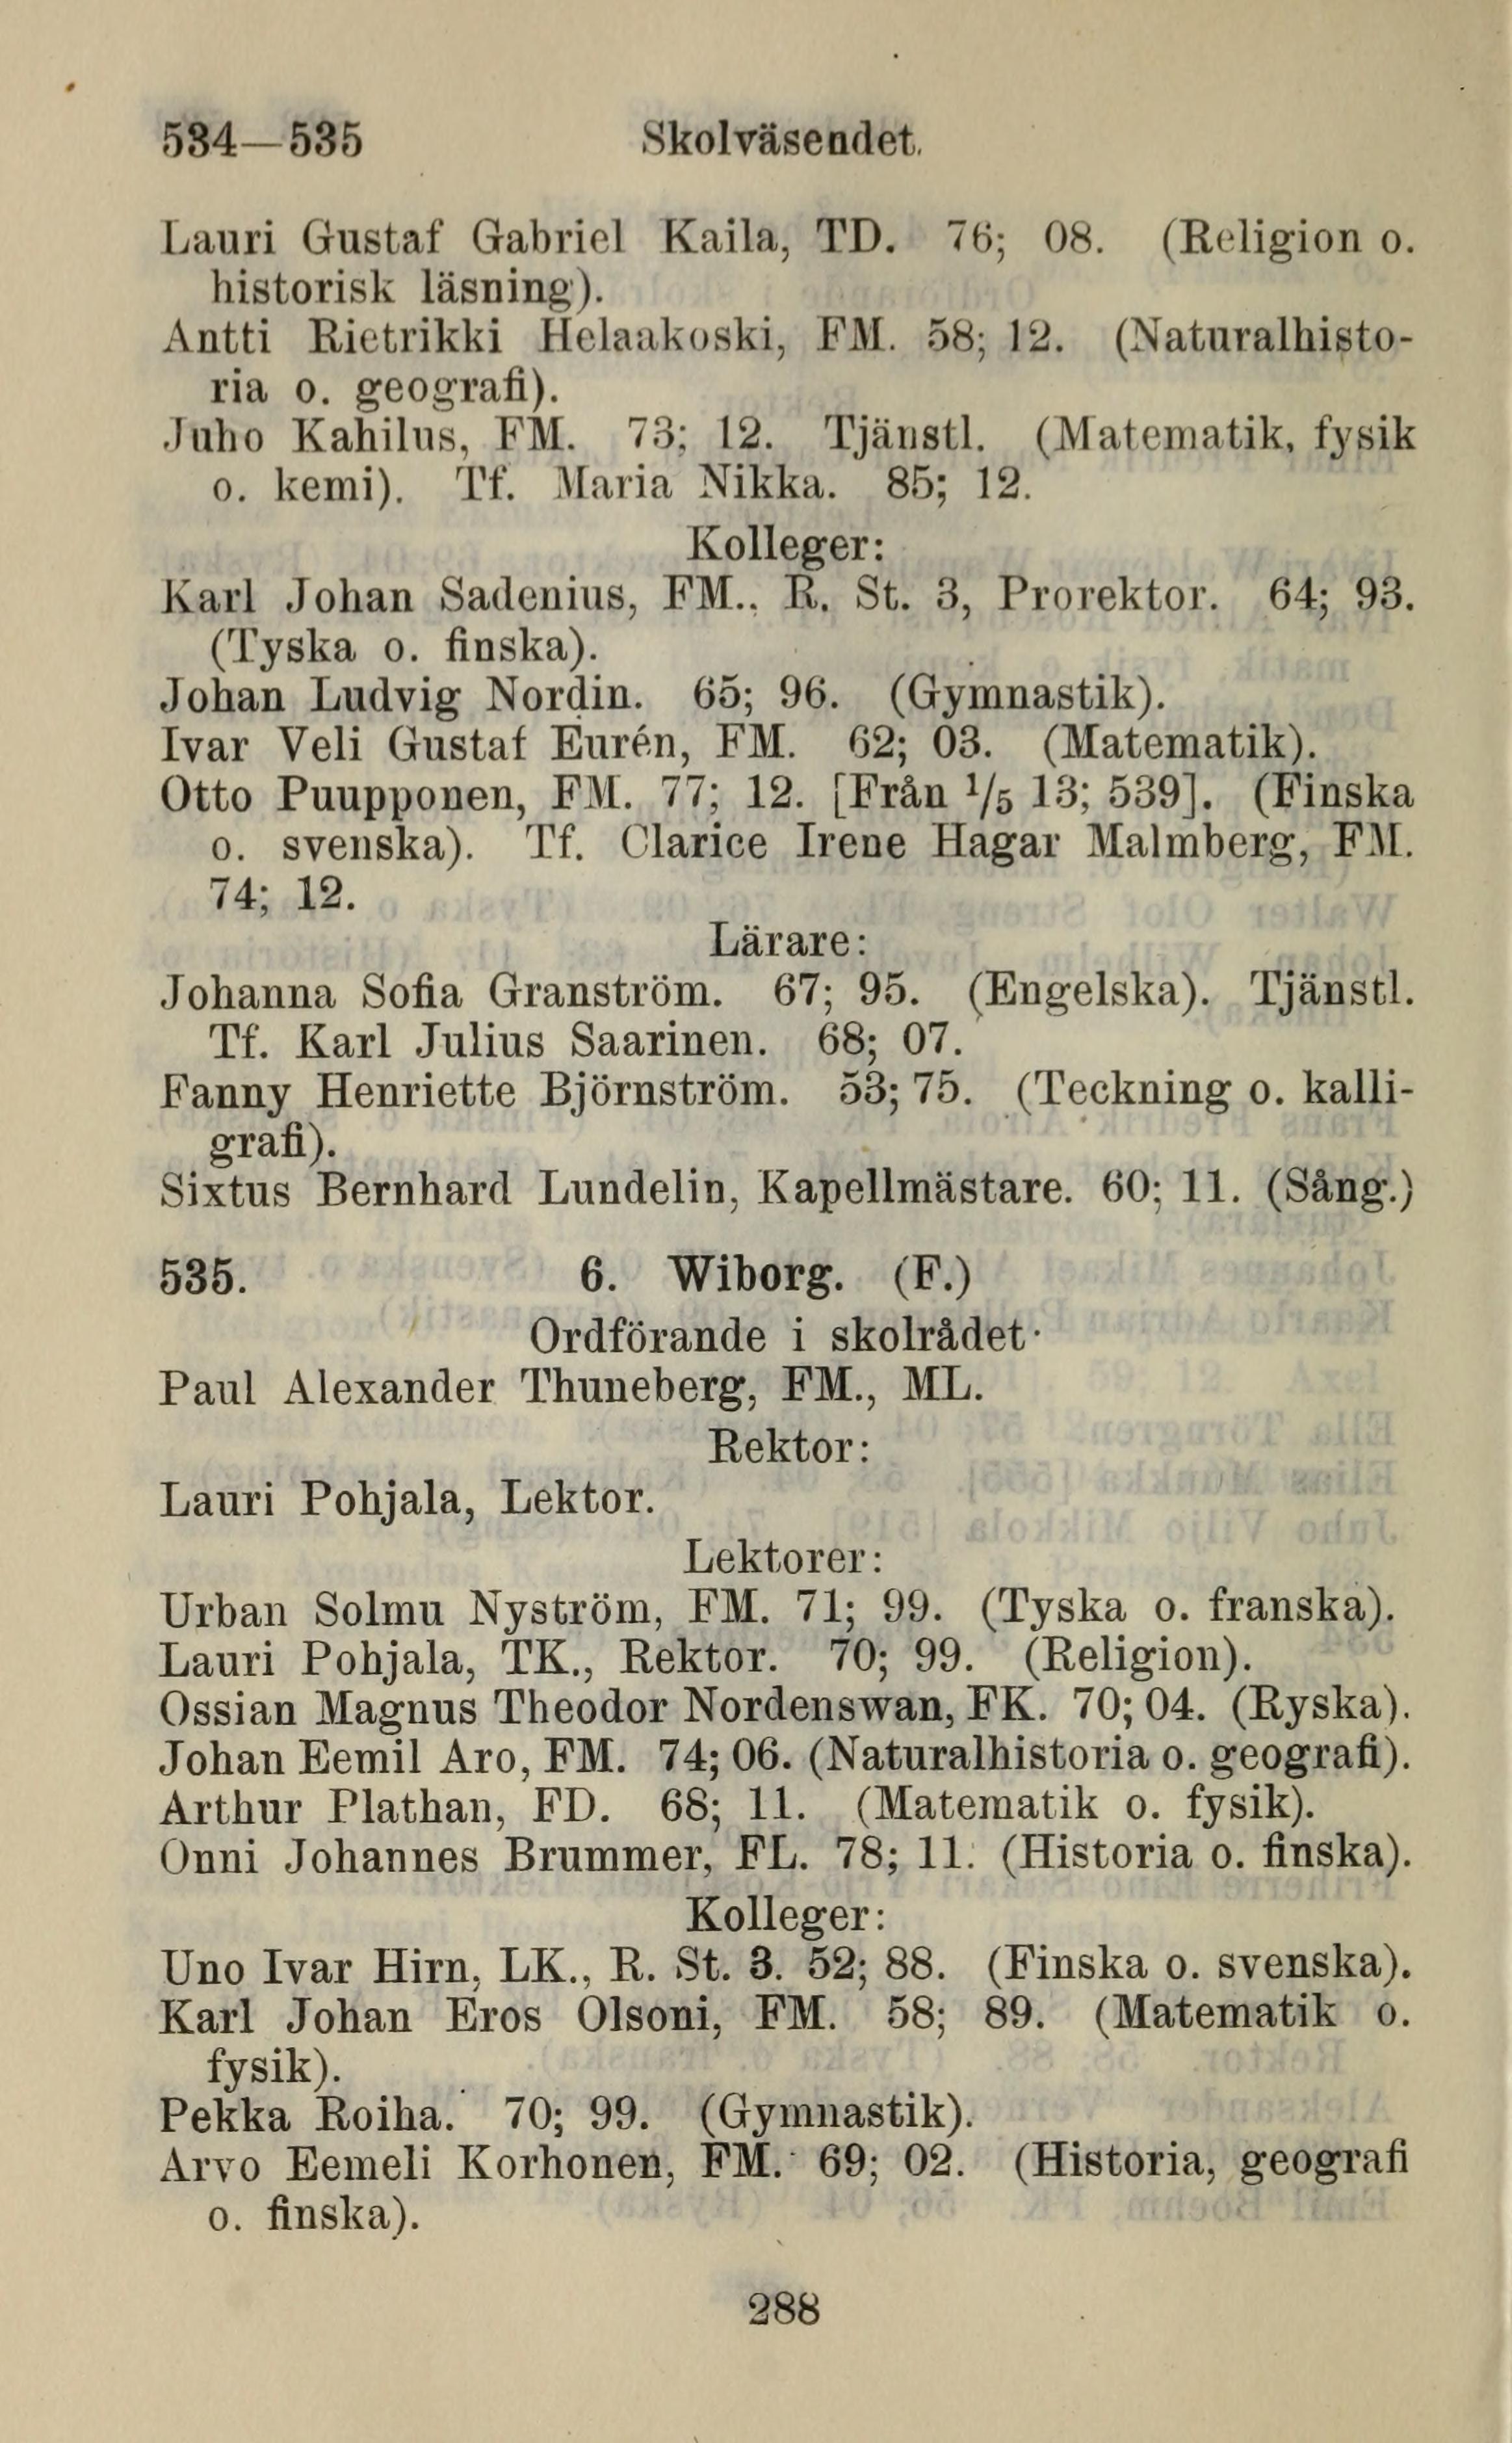 534—535 Skolväsendet.
Lauri Gustaf Gabriel Kaila, TD. 76; 08. (Religion o.
historisk läsning).
Antti Rietrikki Helaakoski, FM. 58; 12. (Naturalhisto-
ria o. geografi).
Juho Kahilus, FM. 73; 12. Tjänstl. (Matematik, fysik
o. kemi). Tf. Maria Nikka. 85; 12.
Kolleger:
Karl Johan Sadenius, FM., R. St. 3, Prorektor. 64; 93.
(Tyska o. finska).
Johan Ludvig Nordin. 65; 96. (Gymnastik).
Ivar Veli Gustaf Eurén, FM. 62; 03. (Matematik).
Otto Puupponen, FM. 77; 12. [Från 1/5 13; 539]. (Finska
o. svenska). Tf. Clarice Irene Hagar Malmberg, FM.
74; 12.
Lärare:
Johanna Sofia Granström. 67; 95. (Engelska). Tjänstl.
Tf. Karl Julius Saarinen. 68; 07.
Fanny Henriette Björnström. 53; 75. (Teckning o. kalli-
grafi).
Sixtus Bernhard Lundelin, Kapellmästare. 60; 11. (Sång.)
535. 6. Wiborg. (F.)
Ordförande i skolrådet·
Paul Alexander Thuneberg, FM., ML.
Rektor:
Lauri Pohjala, Lektor.
Lektorer:
Urban Solmu Nyström, FM. 71; 99. (Tyska o. franska).
Lauri Pohjala, TK., Rektor. 70; 99. (Religion).
Ossian Magnus Theodor Nordenswan, FK. 70; 04. (Ryska).
Johan Eemil Aro, FM. 74; 06. (Naturalhistoria o. geografi).
Arthur Plathan, FD. 68; 11. (Matematik o. fysik).
Onni Johannes Brummer, FL. 78; 11. (Historia o. finska).
Kolleger:
Uno Ivar Hirn, LK., R. St. 3. 52; 88. (Finska o. svenska).
Karl Johan Eros Olsoni, FM. 58; 89. (Matematik o.
fysik).
Pekka Roiha. 70; 99. (Gymnastik).
Arvo Eemeli Korhonen, FM. 69; 02. (Historia, geografi
o. finska).
288